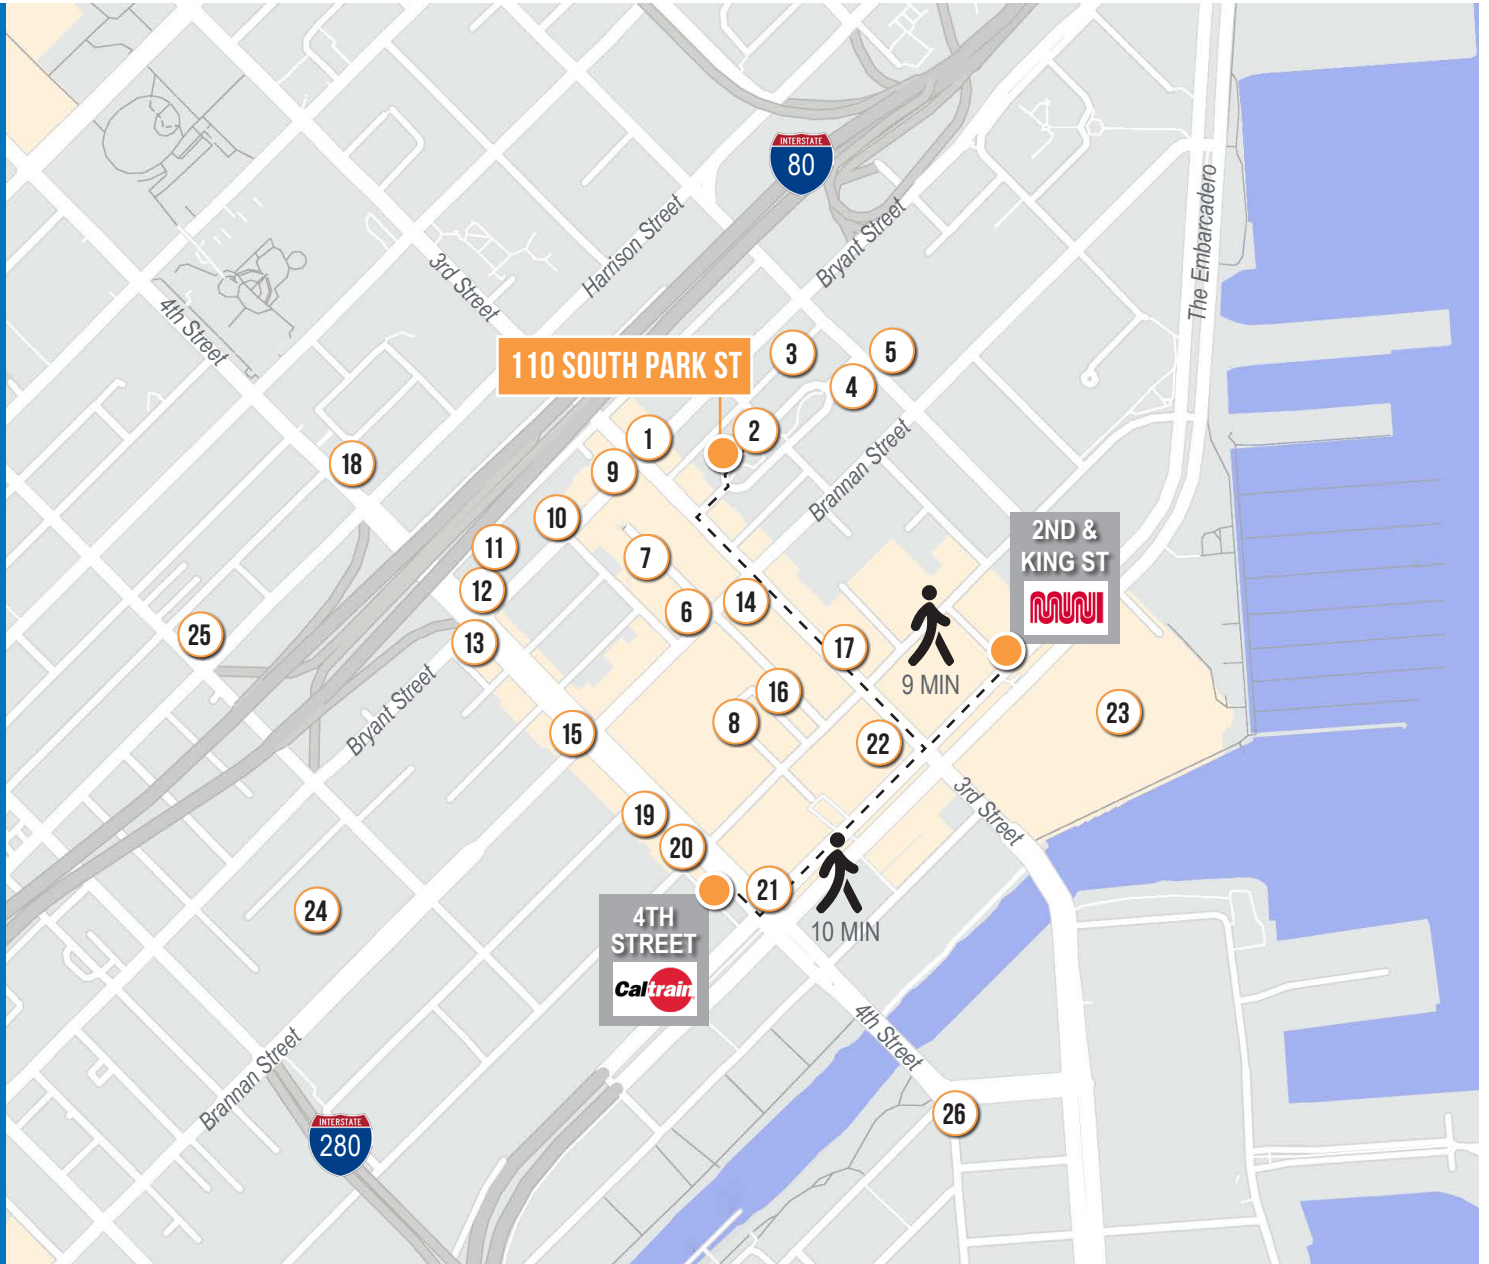 INTERSTATE
80
The Embarcadero
Harrison Street
Bryant Street
3rd Street
4th Street
110 SOUTH PARK ST
3
5
4
1
2
18
9
Brannan Street
10
11
7
2ND &
KING ST
MUNI
12
14
6
25
13
17
9 MIN
16
8
23
Bryant Street
15
22
3rd Street
19
20
21
24
4TH
STREET
Caltrain
10 MIN
4th Street
Brannan Street
26
INTERSTATE
280